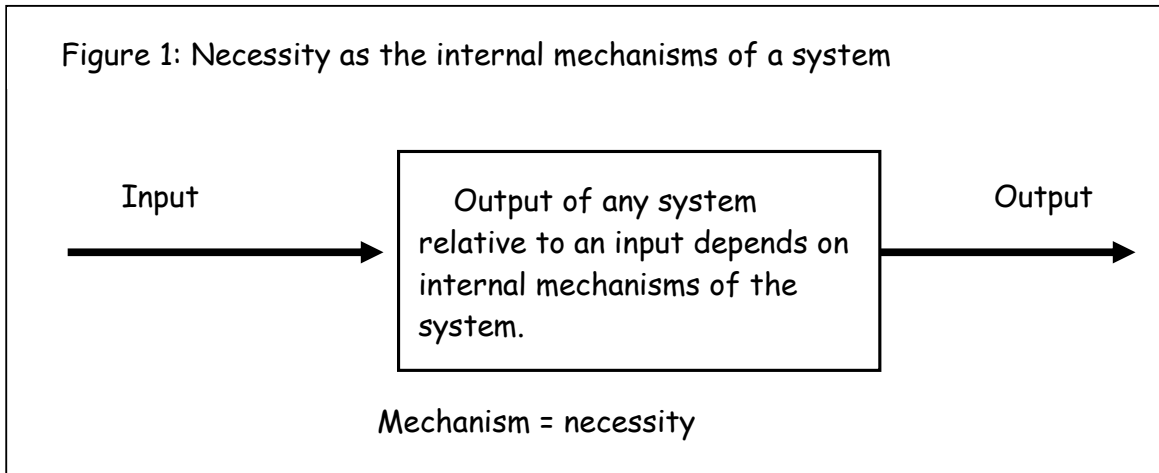 Figure 1: Necessity as the internal mechanisms of a system
Input
Output of any system
relative to an input depends on
internal mechanisms of the
system.
Output
Mechanism = necessity